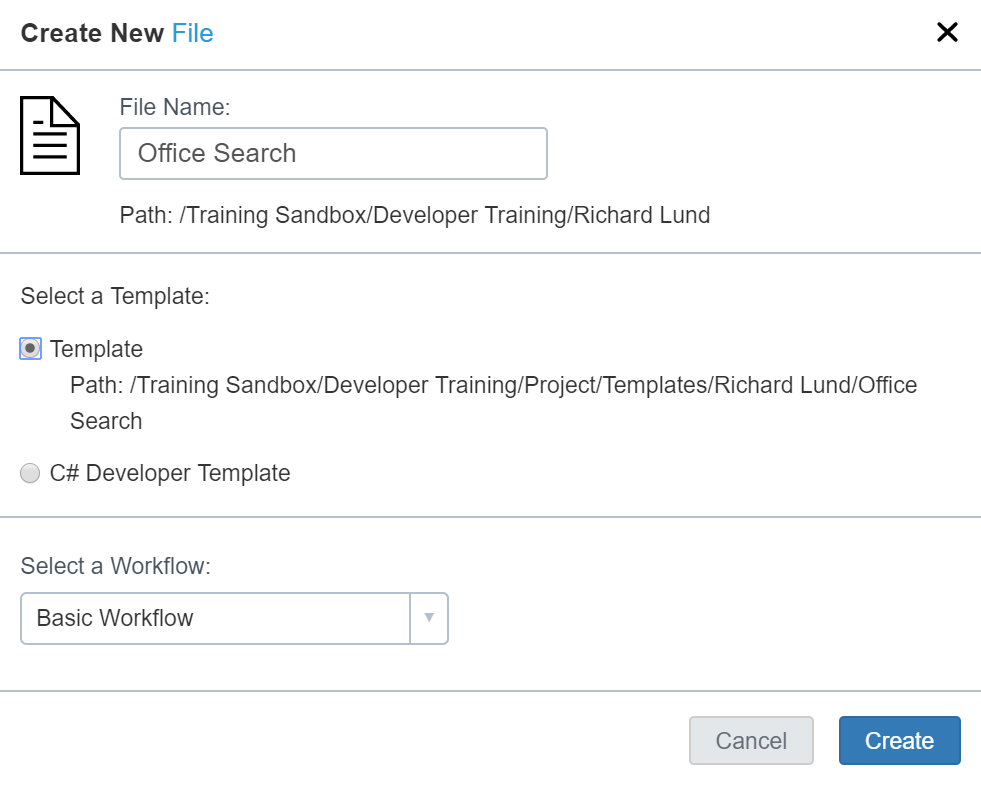 Create New File
File Name:
Office Search
Path: /Training Sandbox/Developer Training/Richard Lund
Select a Template:
Template
Path: /Training Sandbox/Developer Training/Project/Templates/Richard Lund/Office
Search
C# Developer Template
Select a Workflow:
Basic Workflow
Cancel
Create